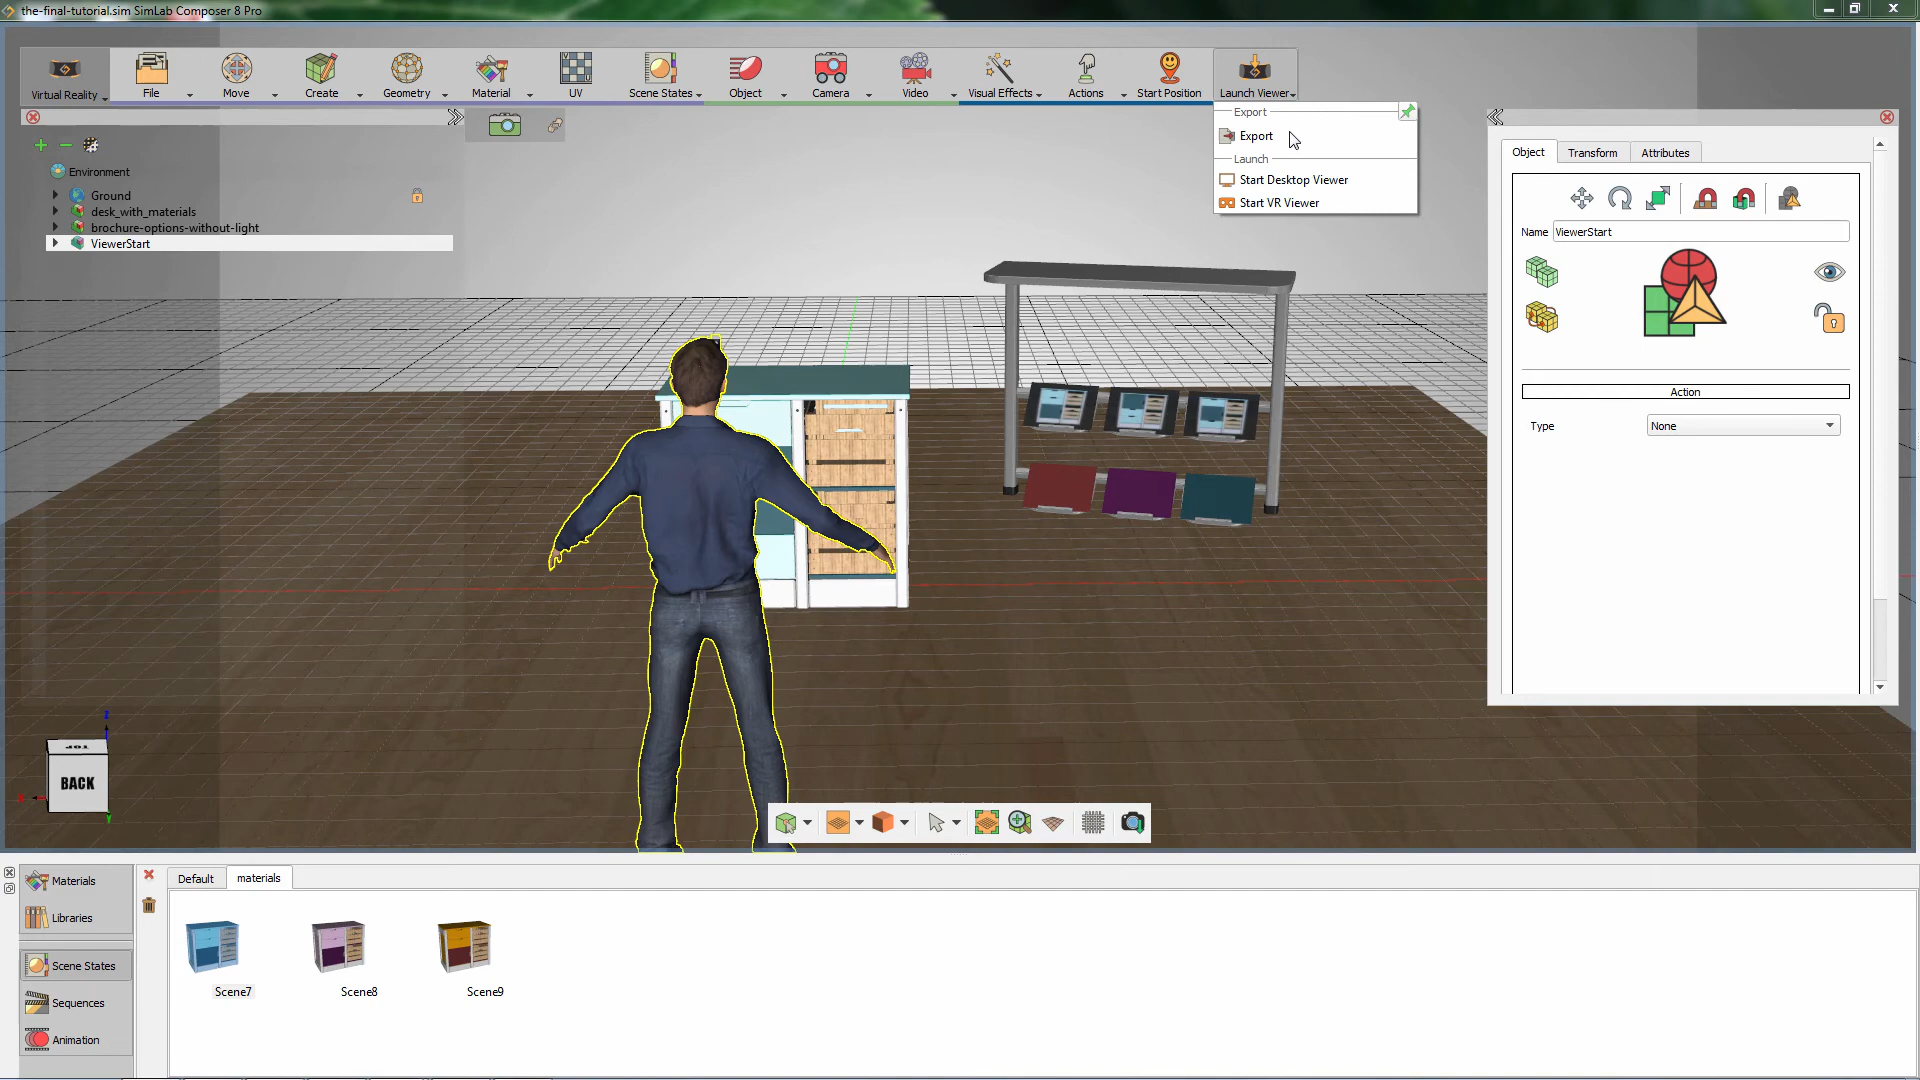 the-final-tutorial.sim SimLab Composer 8 Pro
Virtual Reality
File
Move
Create
Geometry
Material
UV
Scene States
Object
Camera
Video
Visual Effects
Actions
Start Position
Launch Viewer
Export
Export
Launch
Start Desktop Viewer
Start VR Viewer
Environment
Ground
desk_with_materials
brochure-options-without-light
ViewerStart
Object
Transform
Attributes
Name
ViewerStart
Action
Type
None
TOP
BACK
Materials
Libraries
Scene States
Sequences
Animation
Default
materials
Scene7
Scene8
Scene9